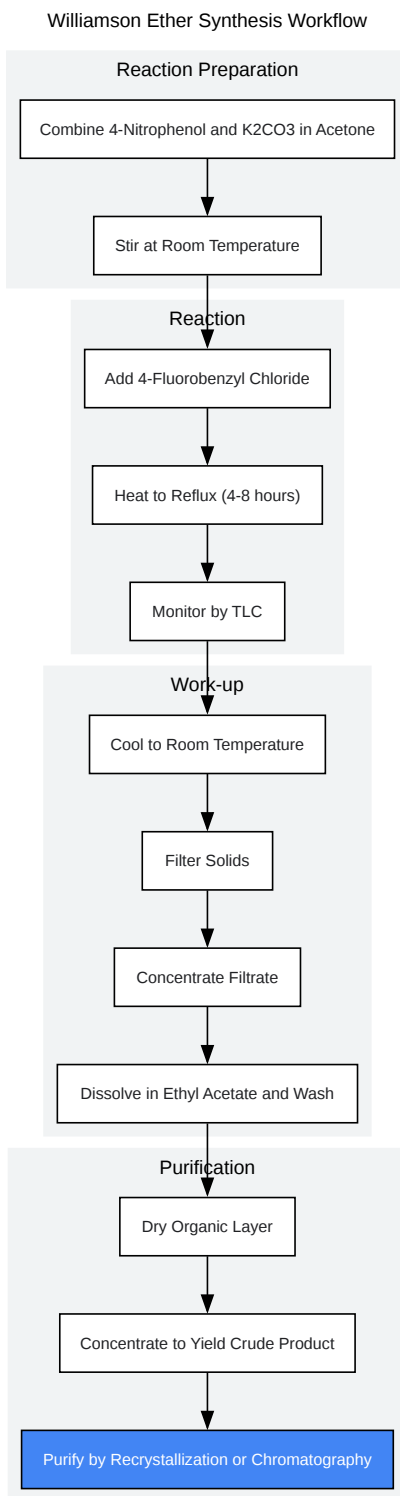 Williamson Ether Synthesis Workflow
Reaction Preparation
Combine 4-Nitrophenol and K2CO3 in Acetone
Stir at Room Temperature
Reaction
Add 4-Fluorobenzyl Chloride
Heat to Reflux (4-8 hours)
Monitor by TLC
Work-up
Cool to Room Temperature
Filter Solids
Concentrate Filtrate
Dissolve in Ethyl Acetate and Wash
Purification
Dry Organic Layer
Concentrate to Yield Crude Product
Purify by Recrystallization or Chromatography